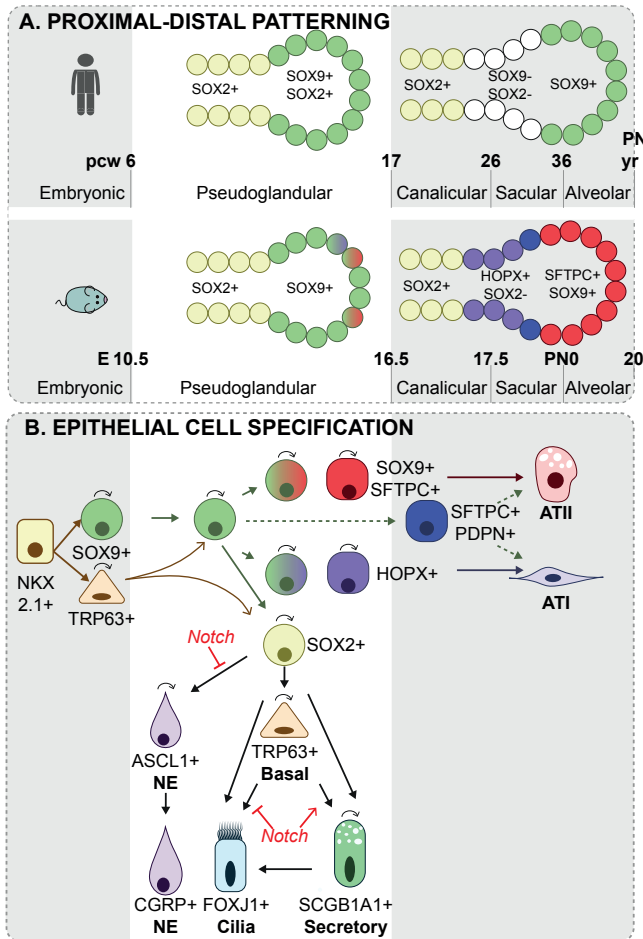 A. PROXIMAL-DISTAL PATTERNING
SOX2+
SOX9+
SOX2+
SOX2+
SOX9-
SOX2-
SOX9+
pcw 6
17
26
36
PN
yr
Embryonic
Pseudoglandular
Canalicular
Sacular
Alveolar
SOX2+
SOX9+
SOX2+
HOPX+
SOX2-
SFTPC+
SOX9+
E 10.5
16.5
17.5
PN0
20
Embryonic
Pseudoglandular
Canalicular
Sacular
Alveolar
B. EPITHELIAL CELL SPECIFICATION
SOX9+
SFTPC+
ATII
SOX9+
SFTPC+
PDPN+
NKX
2.1+
TRP63+
HOPX+
ATI
Notch
SOX2+
ASCL1+
NE
TRP63+
Basal
Notch
CGRP+
NE
FOXJ1+
Cilia
SCGB1A1+
Secretory